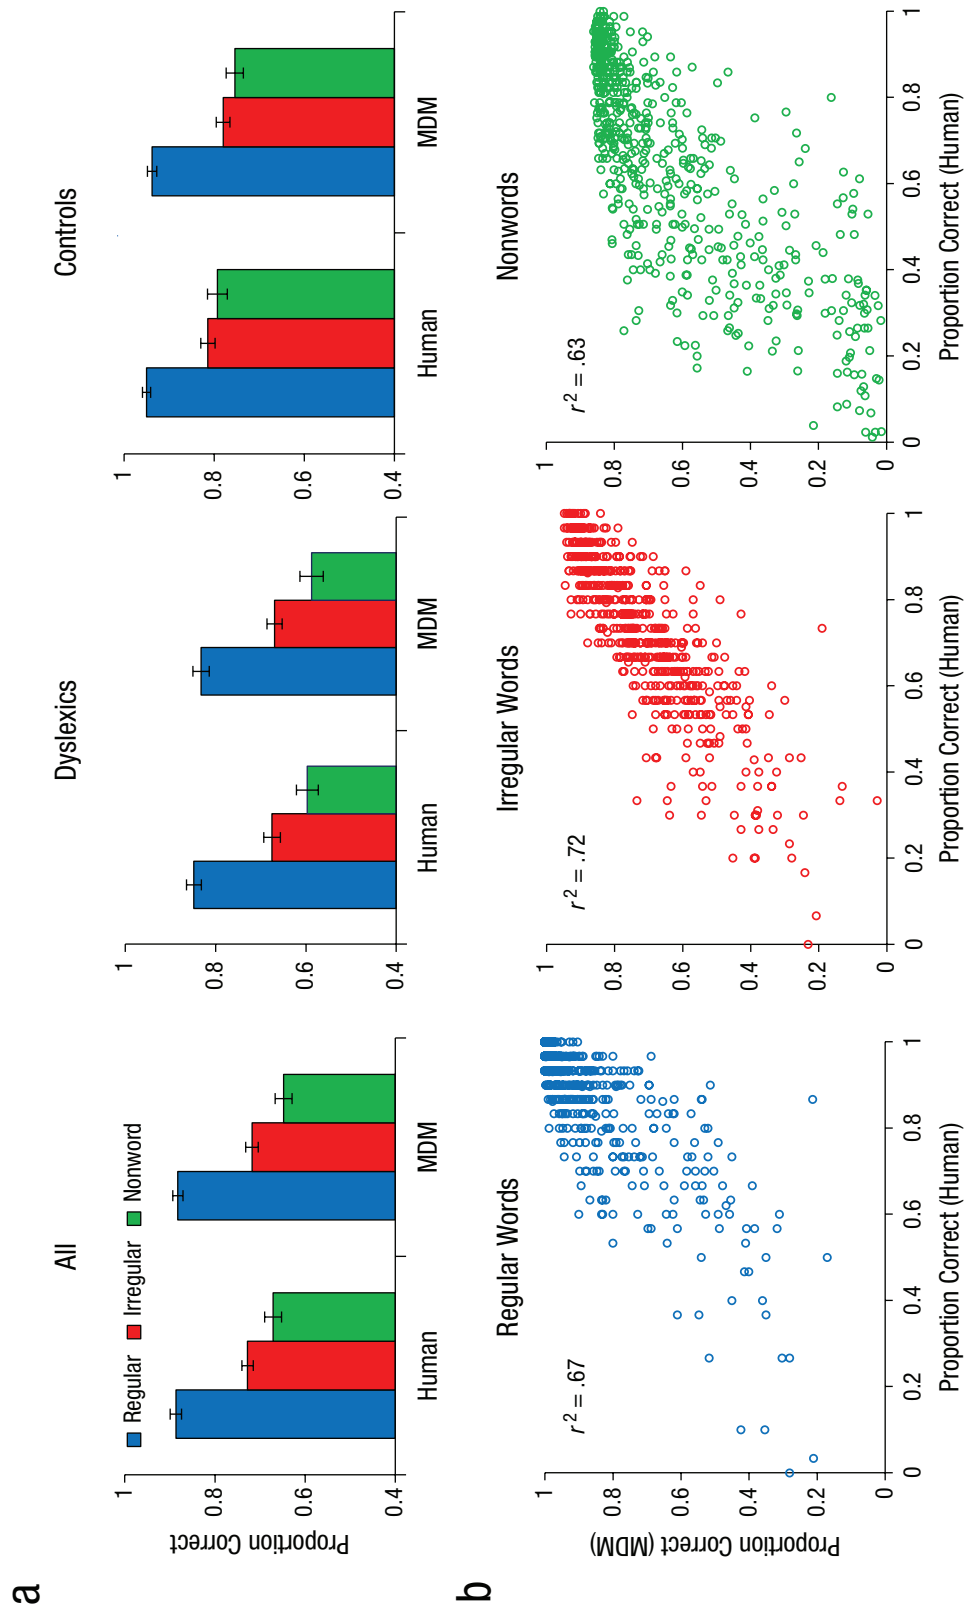 a
All
Dyslexics
Controls
Regular Irregular Nonword
Proportion Correct
1
0.8
0.6
0.4
Human MDM
1
0.8
0.6
0.4
Human MDM
1
0.8
0.6
0.4
Human MDM
b
Regular Words
r² = .67
Proportion Correct (MDM)
1
0.8
0.6
0.4
0.2
0
0 0.2 0.4 0.6 0.8 1
Proportion Correct (Human)
Irregular Words
r² = .72
1
0.8
0.6
0.4
0.2
0
0 0.2 0.4 0.6 0.8 1
Proportion Correct (Human)
Nonwords
r² = .63
1
0.8
0.6
0.4
0.2
0
0 0.2 0.4 0.6 0.8 1
Proportion Correct (Human)